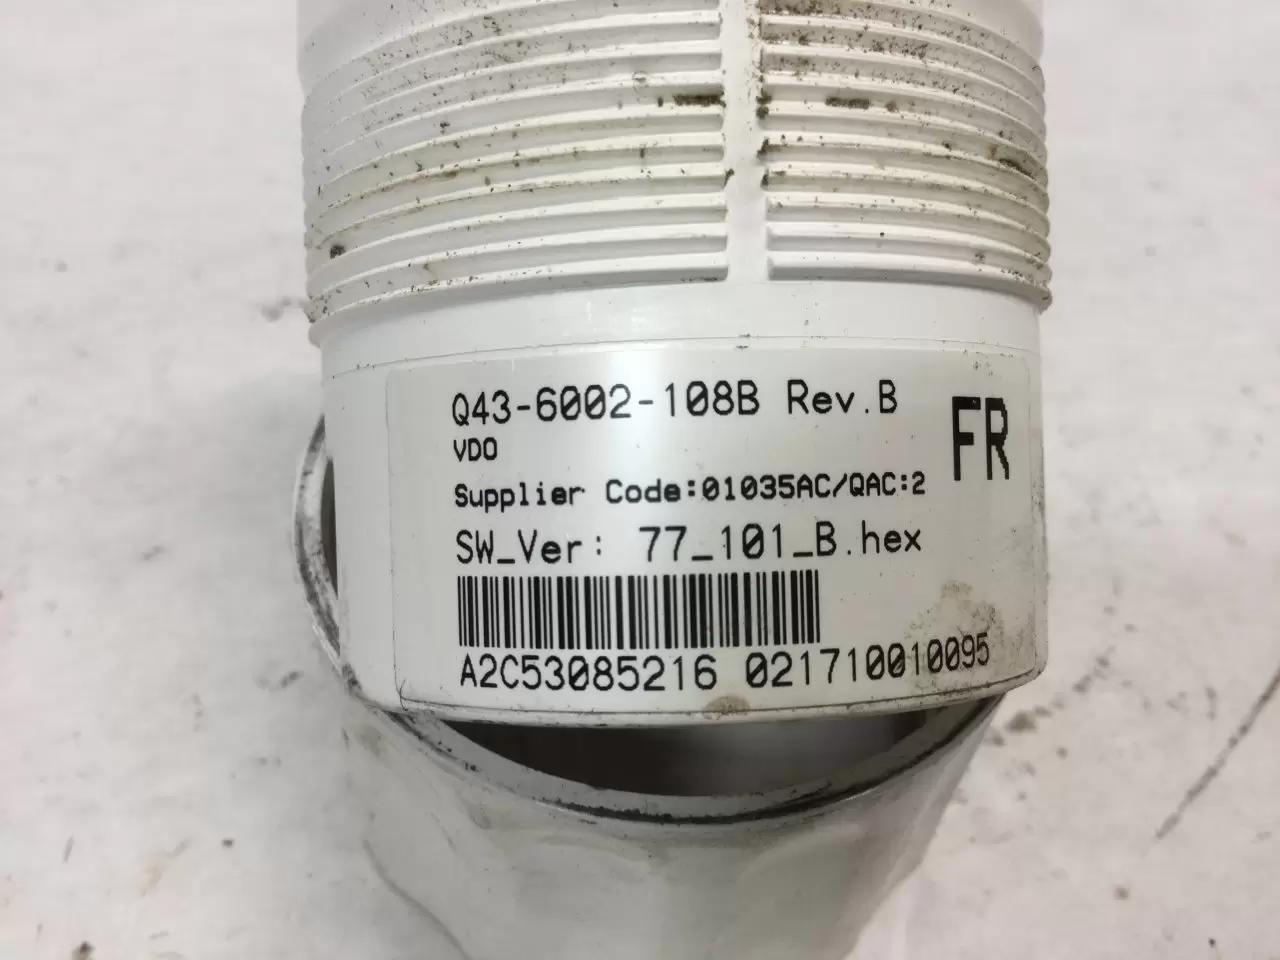 Q43-6002-108B Rev.B
VDO
FR
Supplier Code:01035AC/QAC:2
SW_Ver: 77_101_B.hex
A2C53085216 021710010095